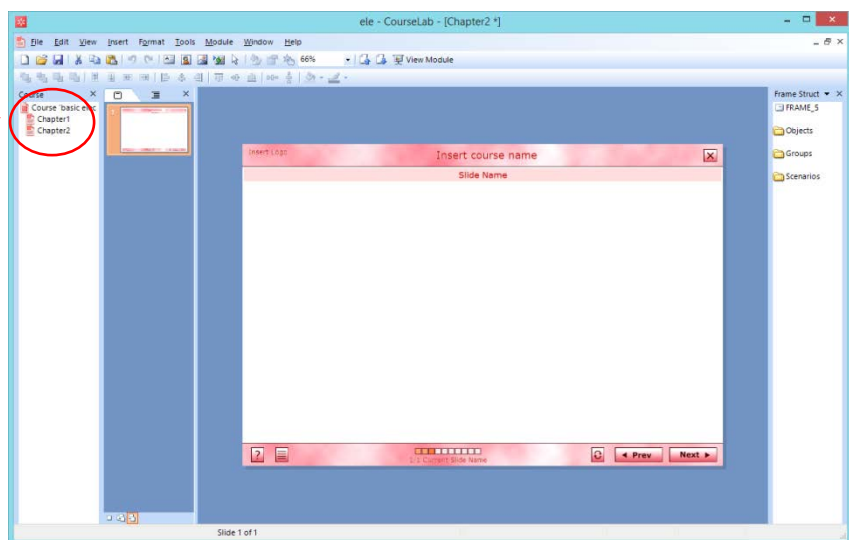 ele - CourseLab - [Chapter2 *]
File Edit View Insert Format Tools Module Window Help
66% View Module
Course
Course 'basic elec
Chapter1
Chapter2
1
Insert Logo
Insert course name
Slide Name
? 1/1 Current Slide Name
Prev Next
Frame Struct
FRAME_5
Objects
Groups
Scenarios
Slide 1 of 1